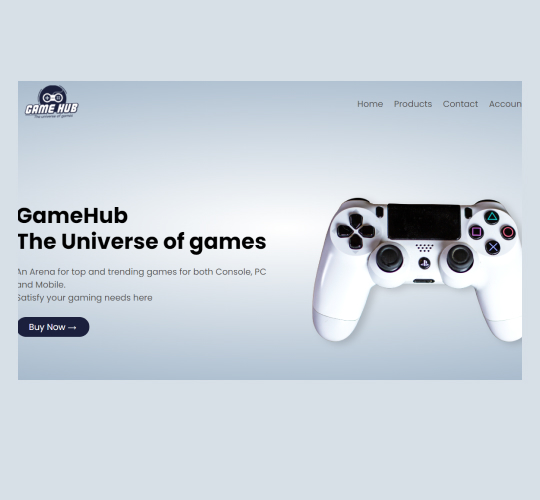 GAME HUB
The universe of games
Home Products Contact Accoun
GameHub
The Universe of games
An Arena for top and trending games for both Console, PC
and Mobile.
Satisfy your gaming needs here
Buy Now →